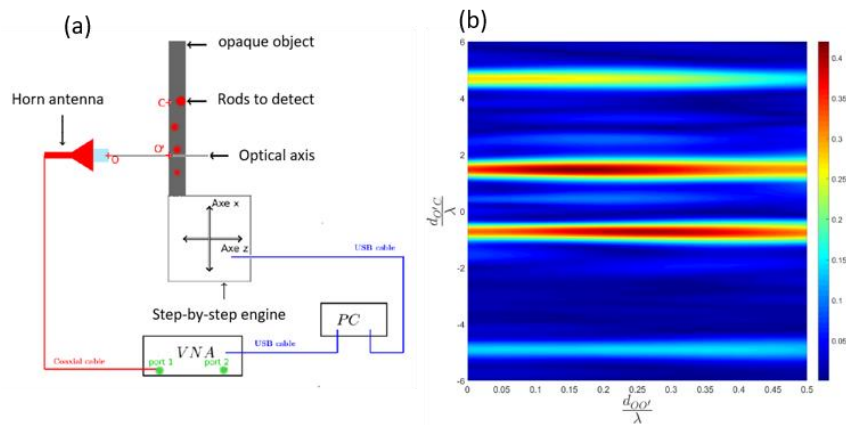 (a)
opaque object
Horn antenna
C
Rods to detect
O
O'
Optical axis
Axe x
Axe z
USB cable
Step-by-step engine
PC
VNA
USB cable
Coaxial cable
port 1
port 2
(b)
6
4
2
0
-2
-4
-6
d_{O'C}
λ
0
0.05
0.1
0.15
0.2
0.25
0.3
0.35
0.4
0.45
0.5
d_{OO'}
λ
0.4
0.35
0.3
0.25
0.2
0.15
0.1
0.05
0